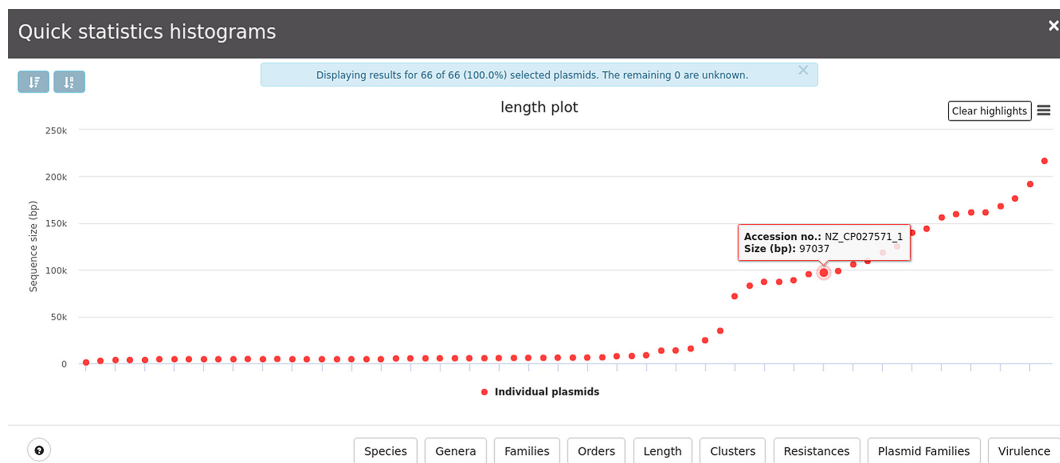 Quick statistics histograms
×
Displaying results for 66 of 66 (100.0%) selected plasmids. The remaining 0 are unknown.
×
length plot
Clear highlights
250k
200k
150k
100k
50k
0
Sequence size (bp)
Accession no.: NZ_CP027571_1
Size (bp): 97037
Individual plasmids
?
Species
Genera
Families
Orders
Length
Clusters
Resistances
Plasmid Families
Virulence